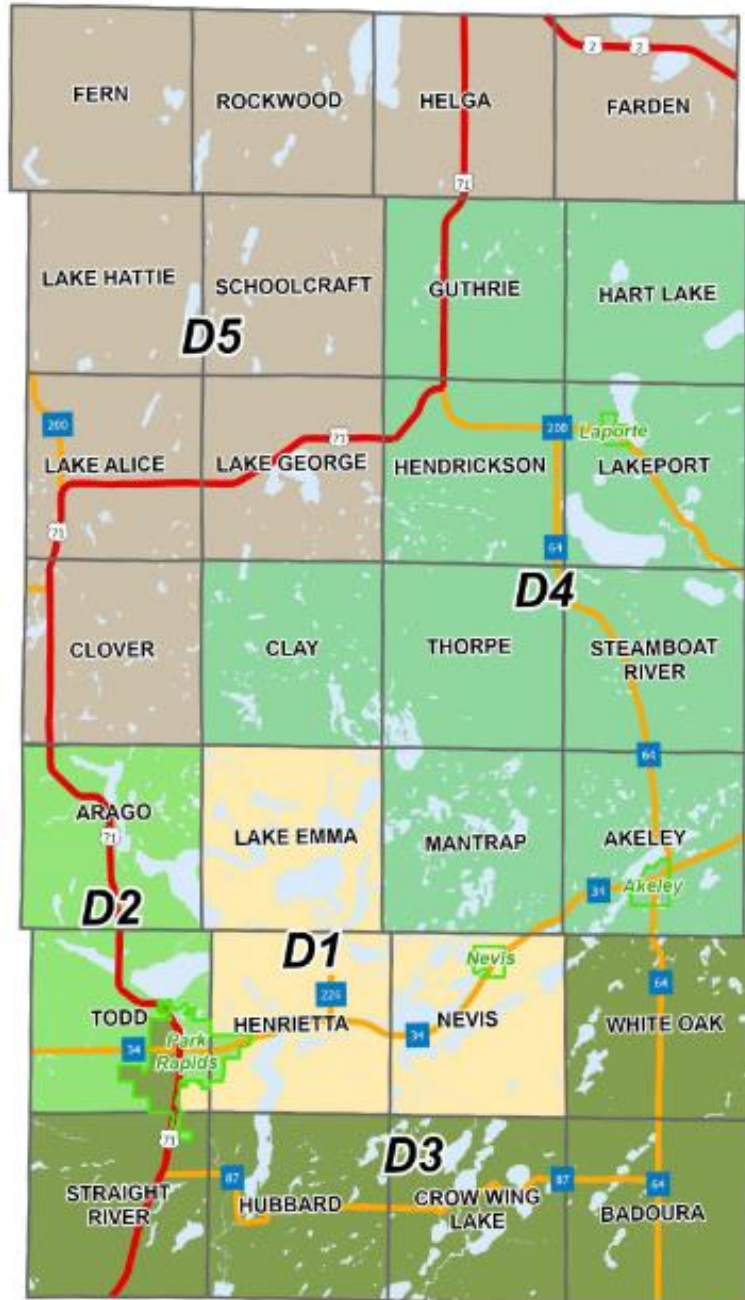 FERN
ROCKWOOD
HELGA
FARDEN
2
2
71
LAKE HATTIE
SCHOOLCRAFT
GUTHRIE
HART LAKE
D5
200
71
200
Laporte
LAKE ALICE
LAKE GEORGE
HENDRICKSON
LAKEPORT
71
64
D4
CLOVER
CLAY
THORPE
STEAMBOAT
RIVER
64
ARAGO
71
LAKE EMMA
MANTRAP
AKELEY
34
Akeley
D2
D1
Nevis
226
64
TODD
HENRIETTA
NEVIS
WHITE OAK
34
Park
Rapids
34
71
D3
87
87
64
STRAIGHT
RIVER
HUBBARD
CROW WING
LAKE
BADOURA